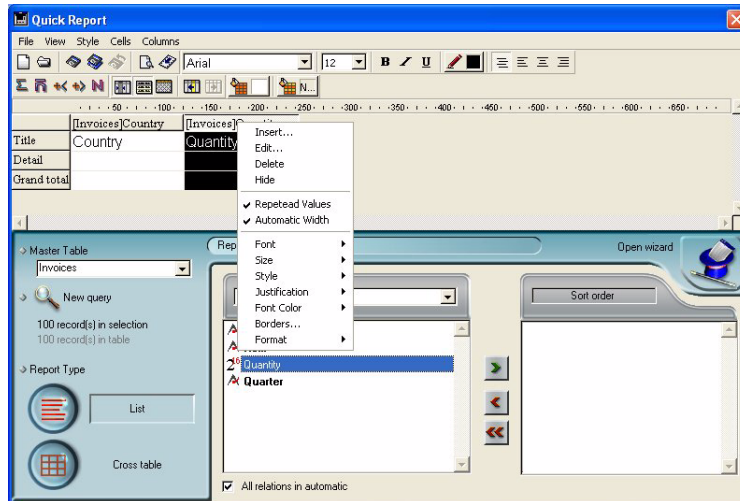 Quick Report
File View Style Cells Columns
Arial 12 B I U
N...
50 100 150 200 250 300 350 400 450 500 550 600 650
[Invoices]Country [Invoices]
Title Country Quantity
Detail
Grand total
Insert...
Edit...
Delete
Hide
Repetead Values
Automatic Width
Font
Size
Style
Justification
Font Color
Borders...
Format
Master Table
Invoices
New query
100 record(s) in selection
100 record(s) in table
Report Type
List
Cross table
Rep
Open wizard
Sort order
Quantity
Quarter
All relations in automatic